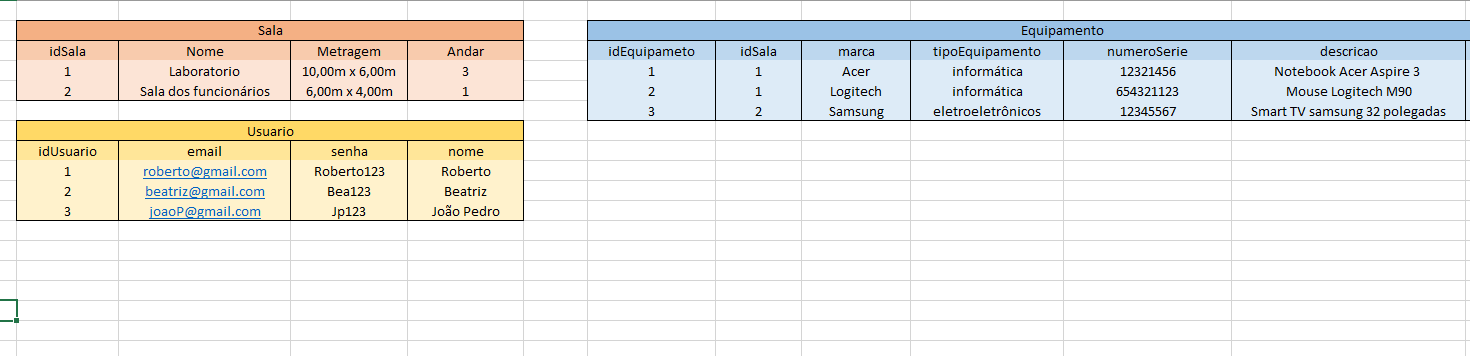 Sala
idSala Nome Metragem Andar
1 Laboratorio 10,00m x 6,00m 3
2 Sala dos funcionários 6,00m x 4,00m 1
Usuario
idUsuario email senha nome
1 roberto@gmail.com Roberto123 Roberto
2 beatriz@gmail.com Bea123 Beatriz
3 joaoP@gmail.com Jp123 João Pedro
Equipamento
idEquipameto idSala marca tipoEquipamento numeroSerie descricao
1 1 Acer informática 12321456 Notebook Acer Aspire 3
2 1 Logitech informática 654321123 Mouse Logitech M90
3 2 Samsung eletroeletrônicos 12345567 Smart TV samsung 32 polegadas